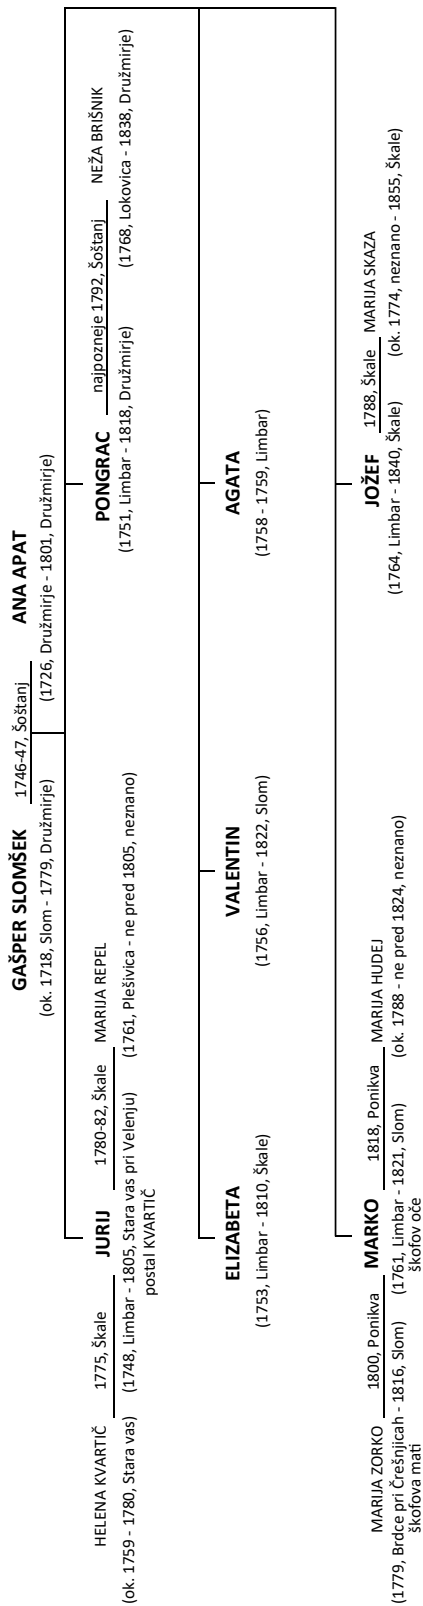 GAŠPER SLOMŠEK 1746-47, Šoštanj ANA APAT
(ok. 1718, Slom - 1779, Družmirje) (1726, Družmirje - 1801, Družmirje)
HELENA KVARTIČ 1775, Škale JURIJ 1780-82, Škale MARIJA REPEL
(ok. 1759 - 1780, Stara vas) (1748, Limbar - 1805, Stara vas pri Velenju) (1761, Plešivica - ne pred 1805, neznano)
postal KVARTIČ
PONGRAC najpozneje 1792, Šoštanj NEŽA BRIŠNIK
(1751, Limbar - 1818, Družmirje) (1768, Lokovica - 1838, Družmirje)
ELIZABETA
(1753, Limbar - 1810, Škale)
VALENTIN
(1756, Limbar - 1822, Slom)
AGATA
(1758 - 1759, Limbar)
MARIJA ZORKO 1800, Ponikva MARKO 1818, Ponikva MARIJA HUDEJ
(1779, Brdce pri Črešnjicah - 1816, Slom) (1761, Limbar - 1821, Slom) (ok. 1788 - ne pred 1824, neznano)
škofova mati škofov oče
JOŽEF 1788, Škale MARIJA SKAZA
(1764, Limbar - 1840, Škale) (ok. 1774, neznano - 1855, Škale)